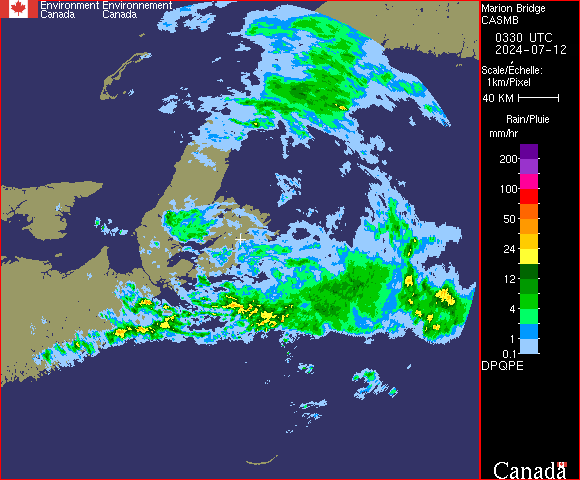 Environment Environnement
Canada Canada
Marion Bridge
CASMB
0330 UTC
2024-07-12
Scale/Échelle:
1km/Pixel
40 KM
Rain/Pluie
mm/hr
200
100
50
24
12
4
1
0.1
DPQPE
Canada